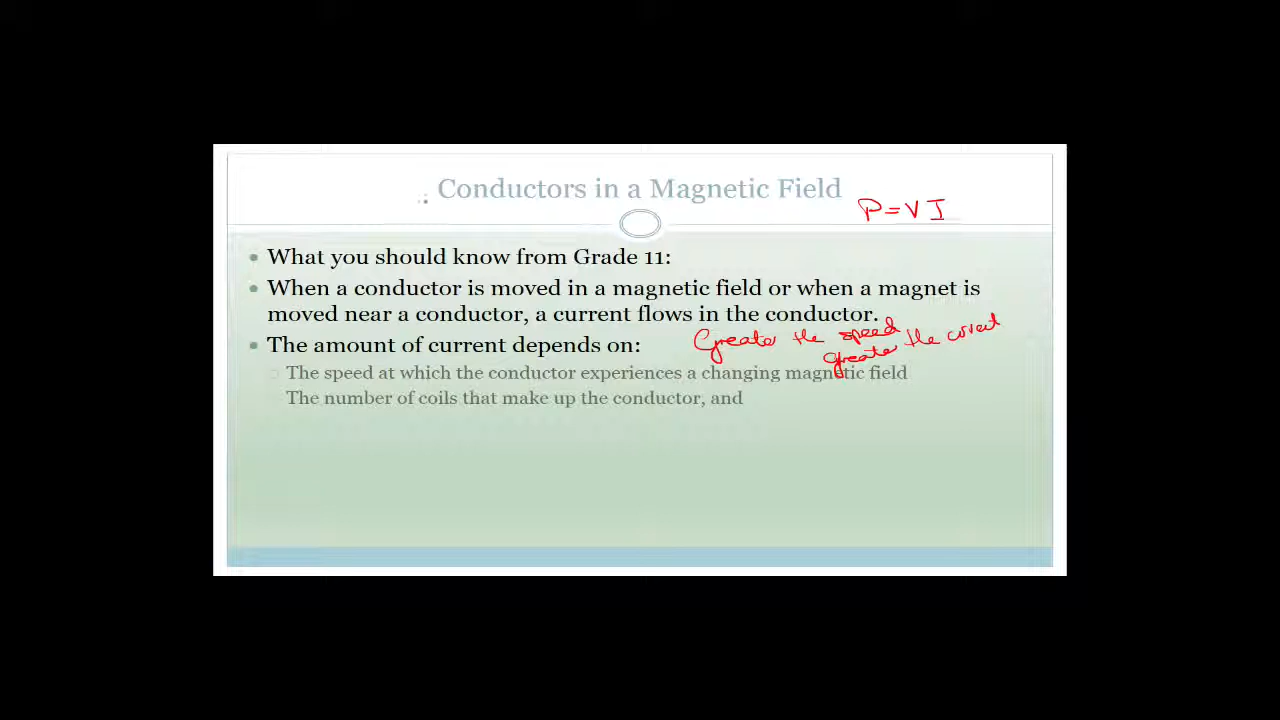 Conductors in a Magnetic Field
P=VI
What you should know from Grade 11:
When a conductor is moved in a magnetic field or when a magnet is
moved near a conductor, a current flows in the conductor.
Greater the speed
greater the corent
The amount of current depends on:
The speed at which the conductor experiences a changing magnetic field
The number of coils that make up the conductor, and